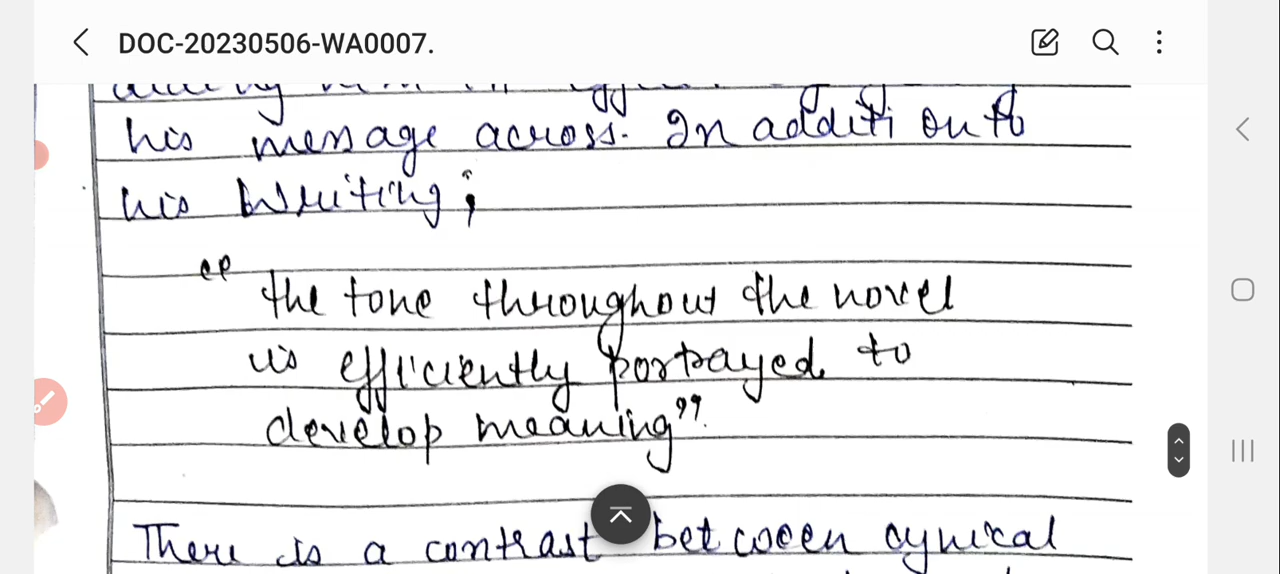 DOC-20230506-WA0007.
his message across. In addition to
his writing;
"the tone throughout the novel
is efficiently portrayed to
develop meaning".
There is a contrast between cynical